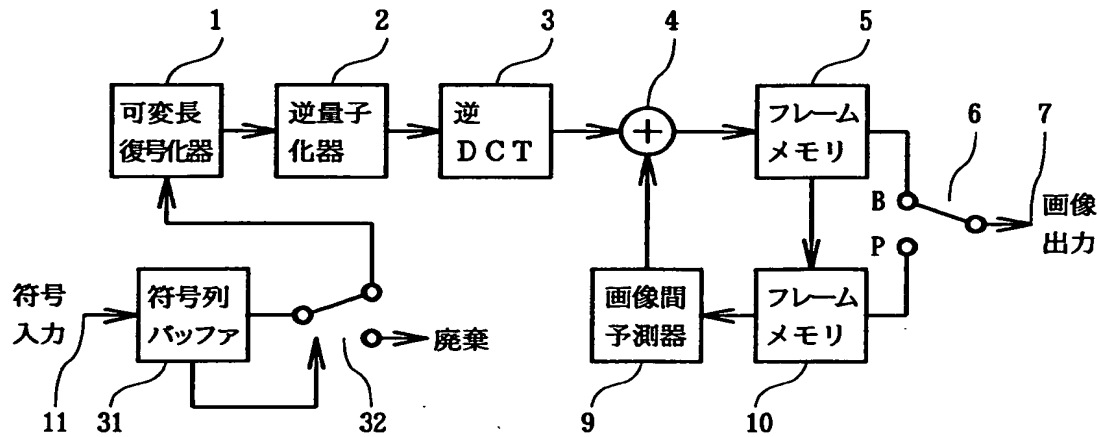 1
2
3
4
5
6
7
可変長
復号化器
逆量子
化器
逆
DCT
+
フレーム
メモリ
B
P
画像
出力
符号
入力
符号列
バッファ
廃棄
画像間
予測器
フレーム
メモリ
11
31
32
9
10